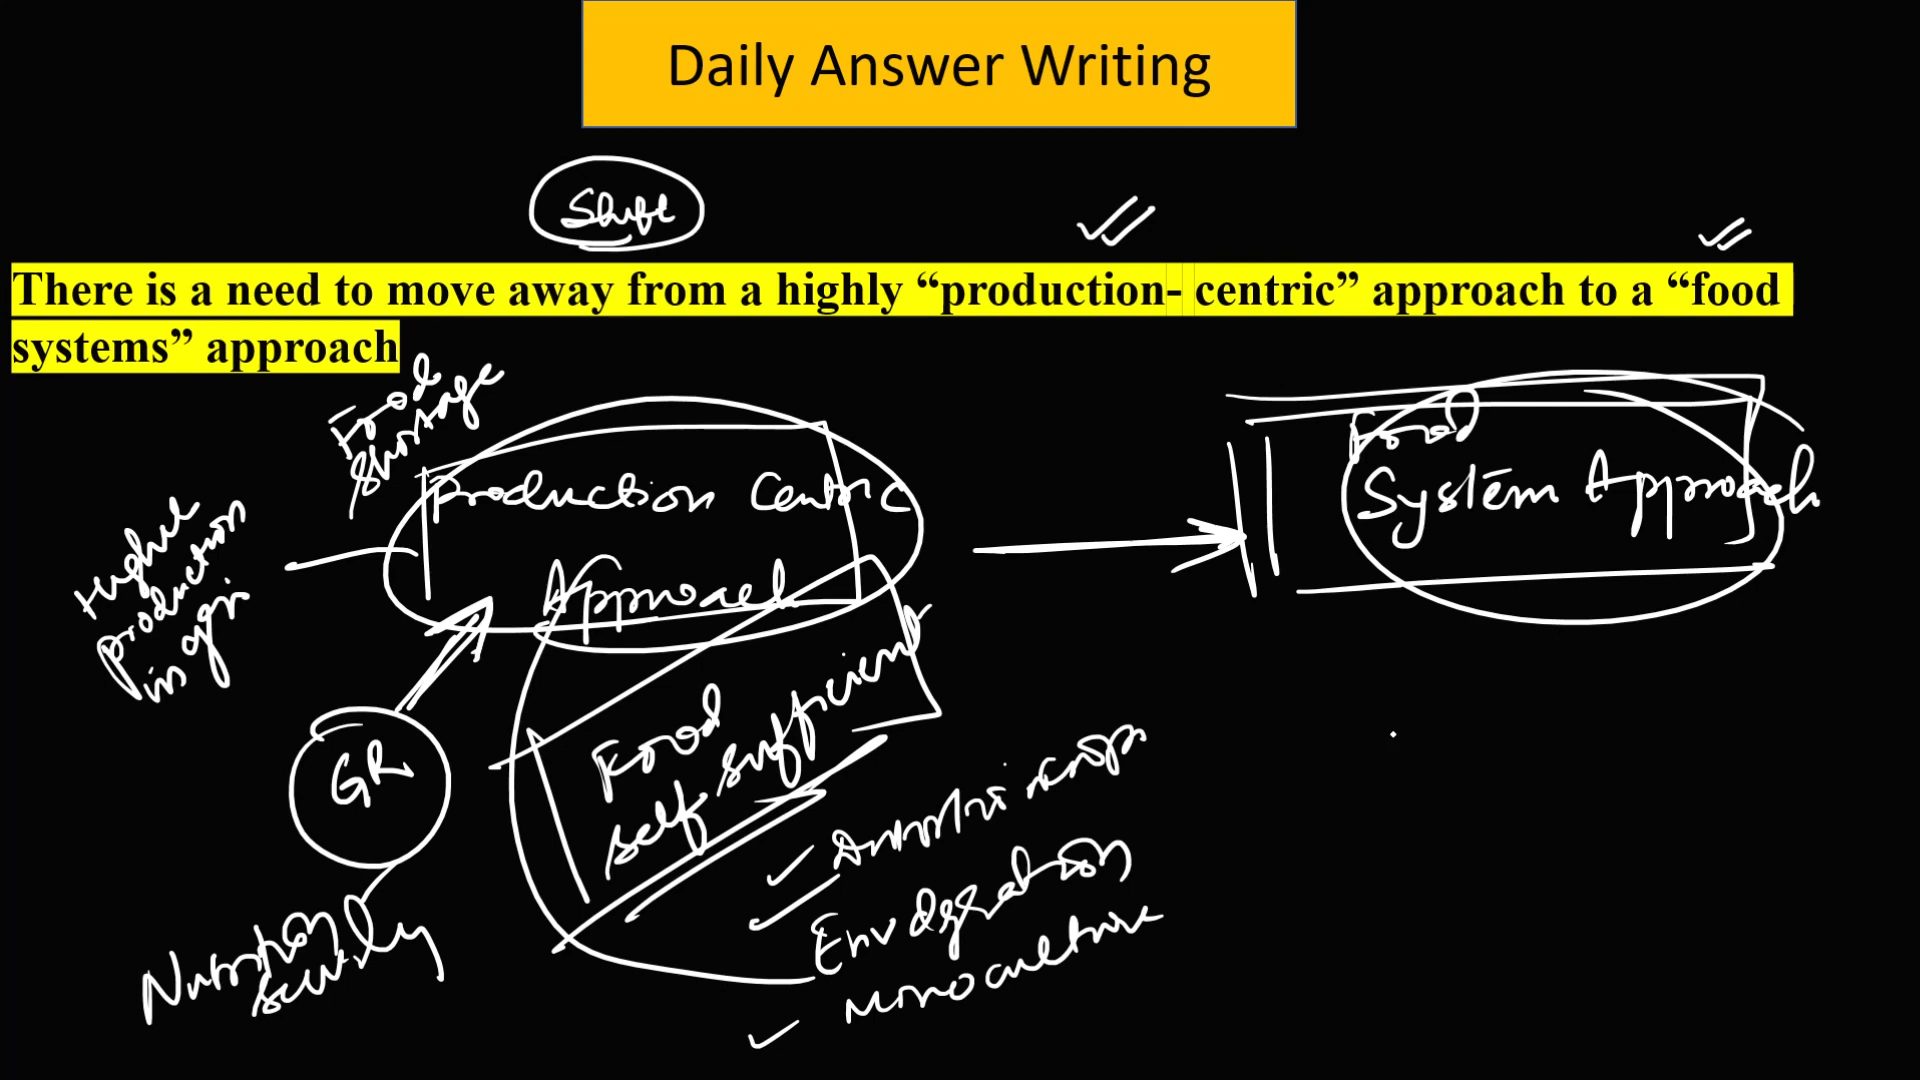 Daily Answer Writing
Shift
There is a need to move away from a highly “production- centric” approach to a “food
systems” approach
Food
shortage
Production Centric
Approach
Food
System Approach
Higher
production
in agri
GR
Food
self sufficient
Nutrition
security
crops
Env degration
monoculture